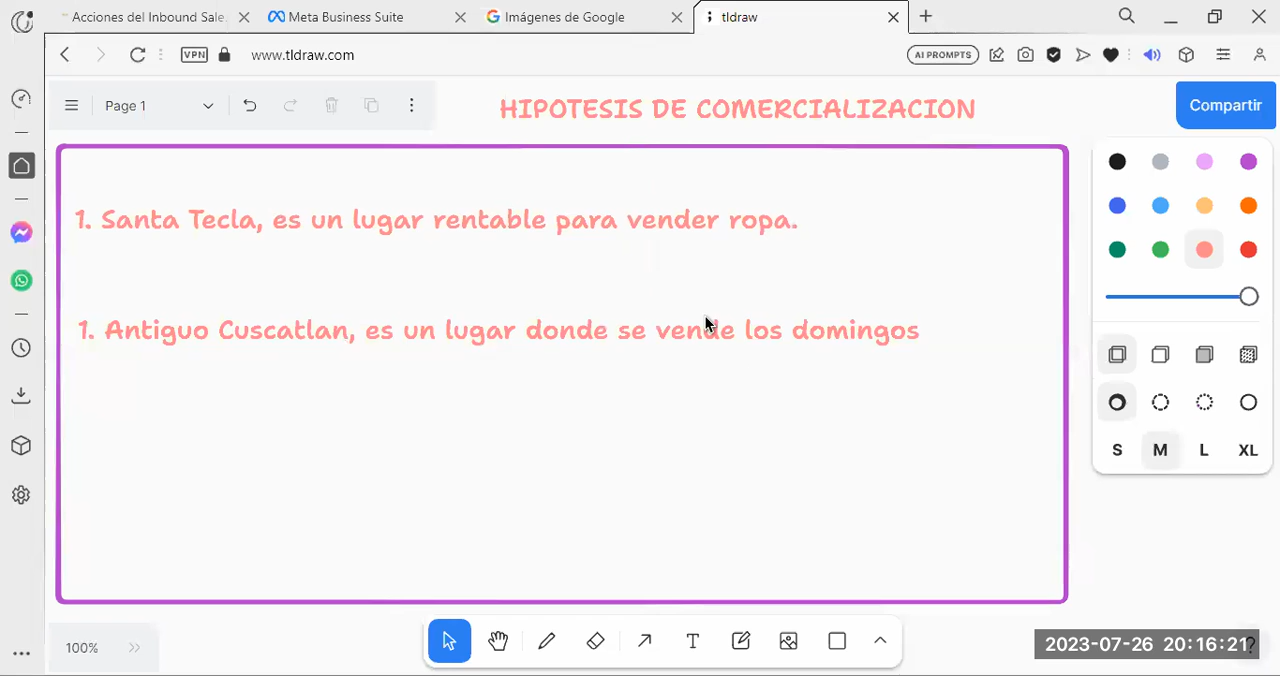 Acciones del Inbound Sale
Meta Business Suite
Imágenes de Google
tldraw
VPN
www.tldraw.com
AI PROMPTS
Page 1
HIPOTESIS DE COMERCIALIZACION
Compartir
1. Santa Tecla, es un lugar rentable para vender ropa.
1. Antiguo Cuscatlan, es un lugar donde se vende los domingos
S M L XL
100%
2023-07-26 20:16:21
?